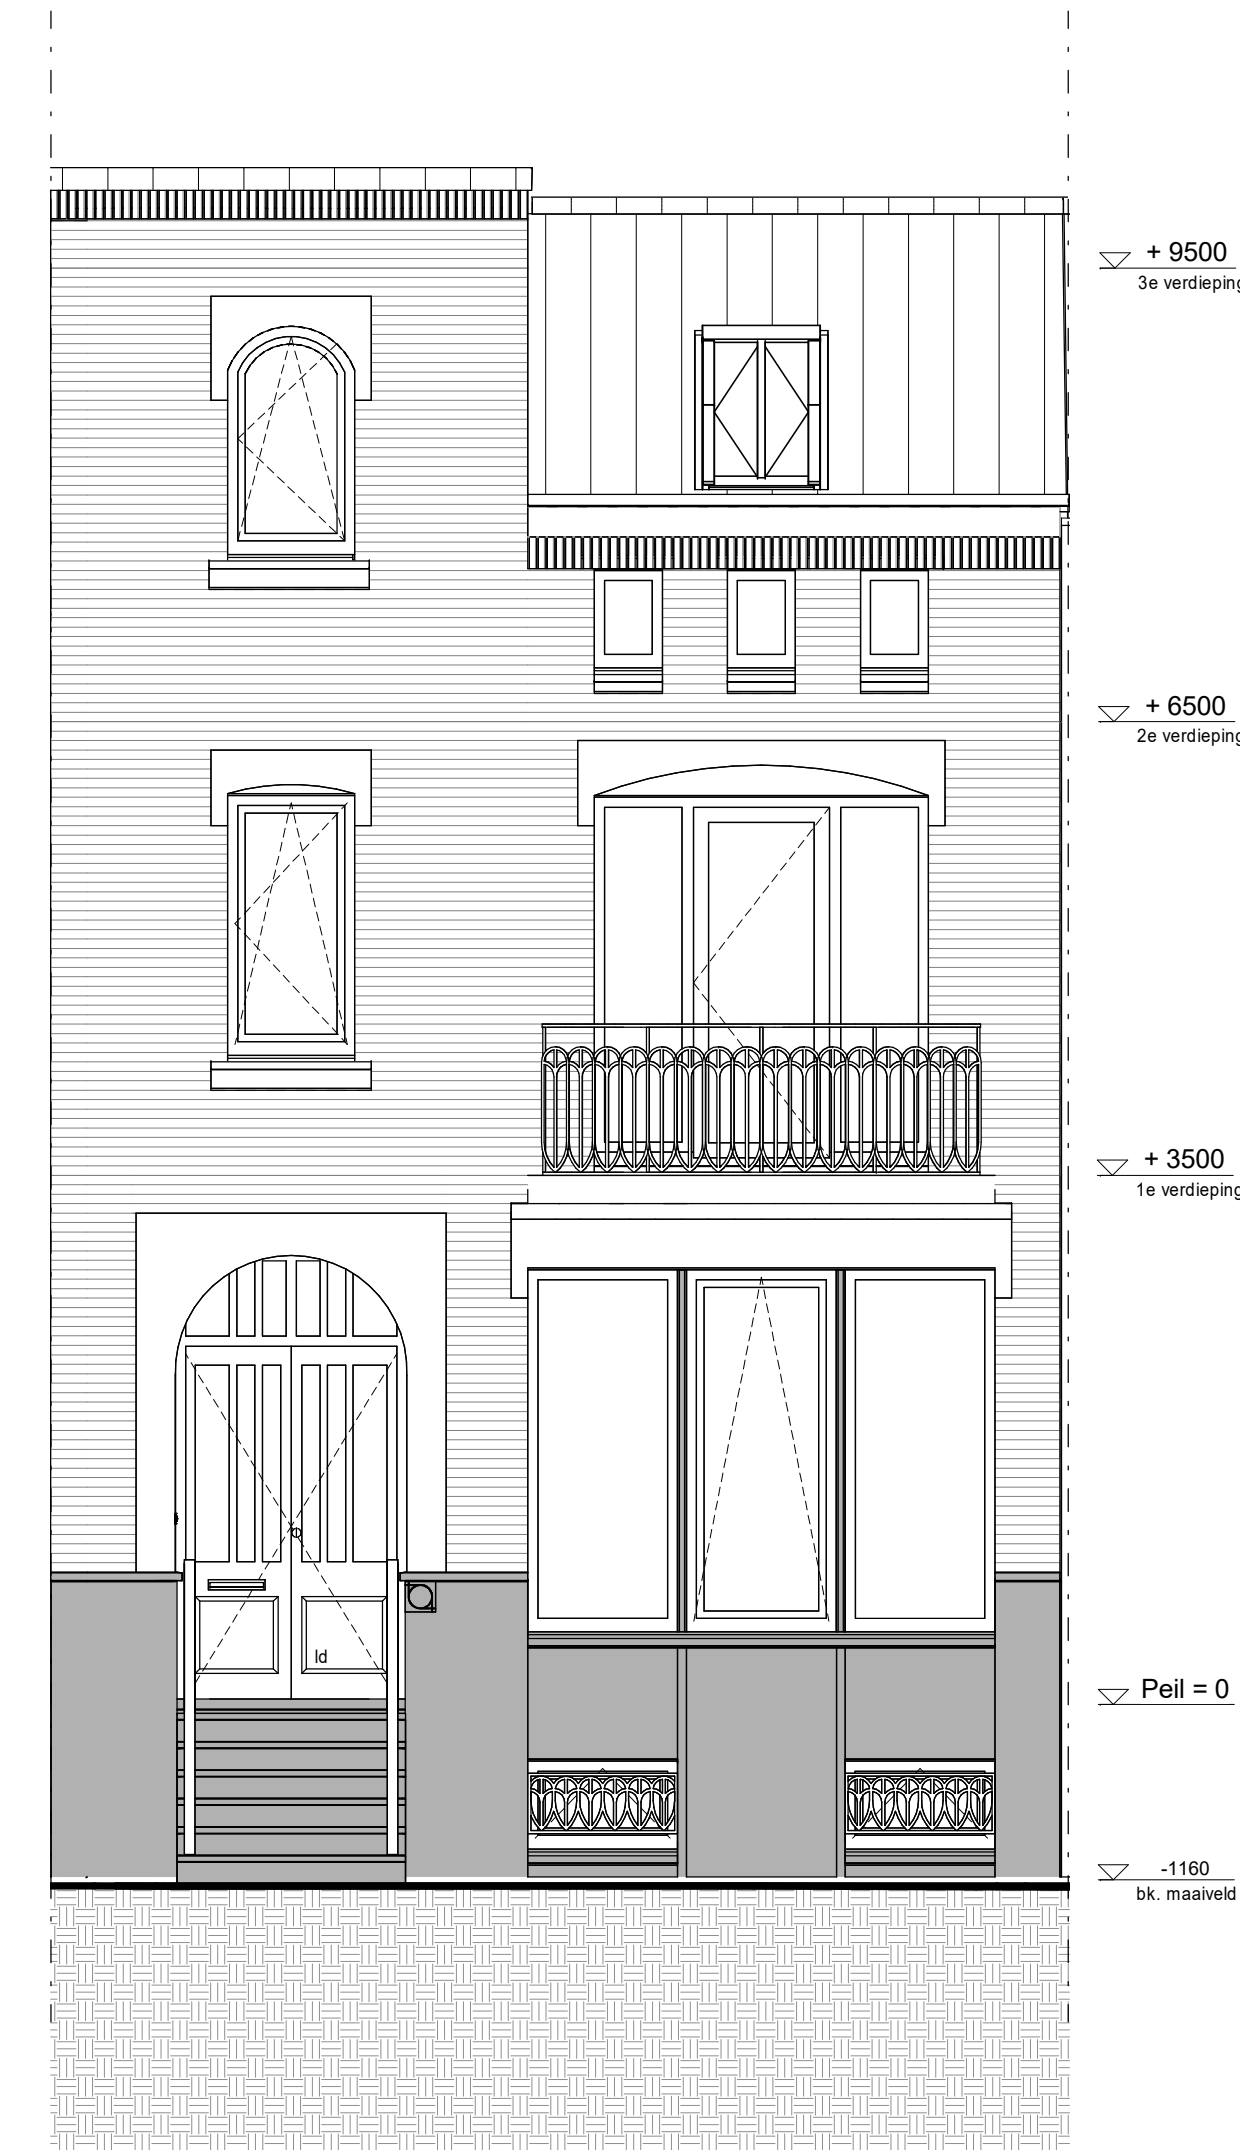 + 9500
3e verdieping
+ 6500
2e verdieping
+ 3500
1e verdieping
ld
Peil = 0
-1160
bk. maaiveld